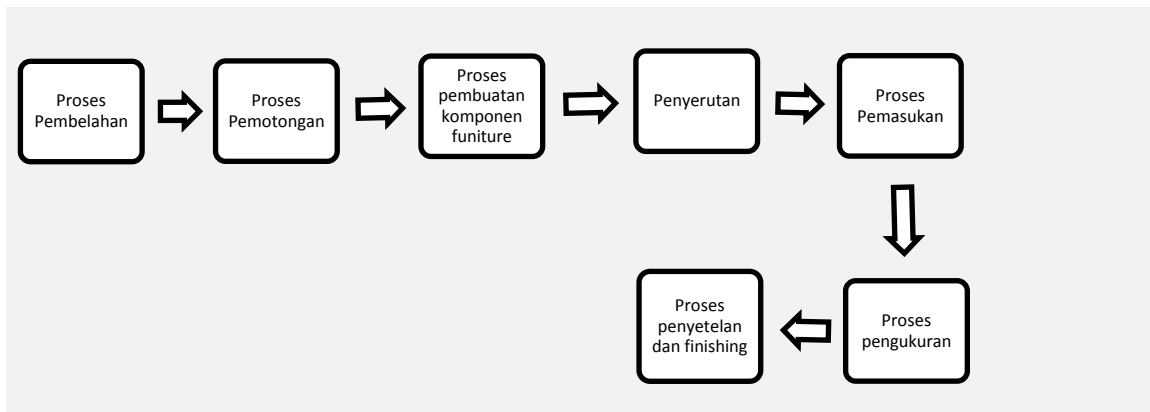 Proses
Pembelahan
Proses
Pemotongan
Proses
pembuatan
komponen
funiture
Penyerutan
Proses
Pemasukan
Proses
pengukuran
Proses
penyetelan
dan finishing